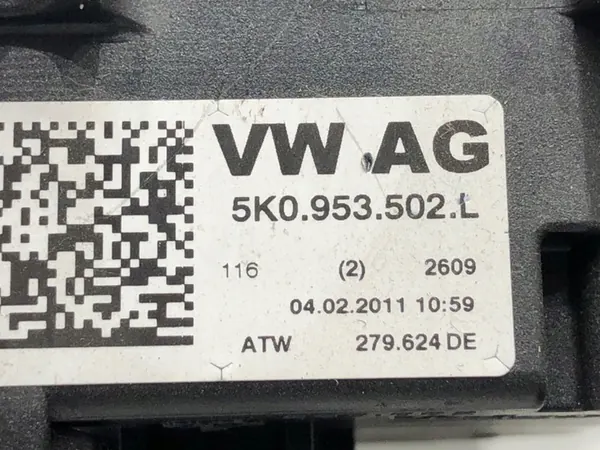 VW AG
5K0.953.502.L
116 (2) 2609
04.02.2011 10:59
ATW 279.624 DE